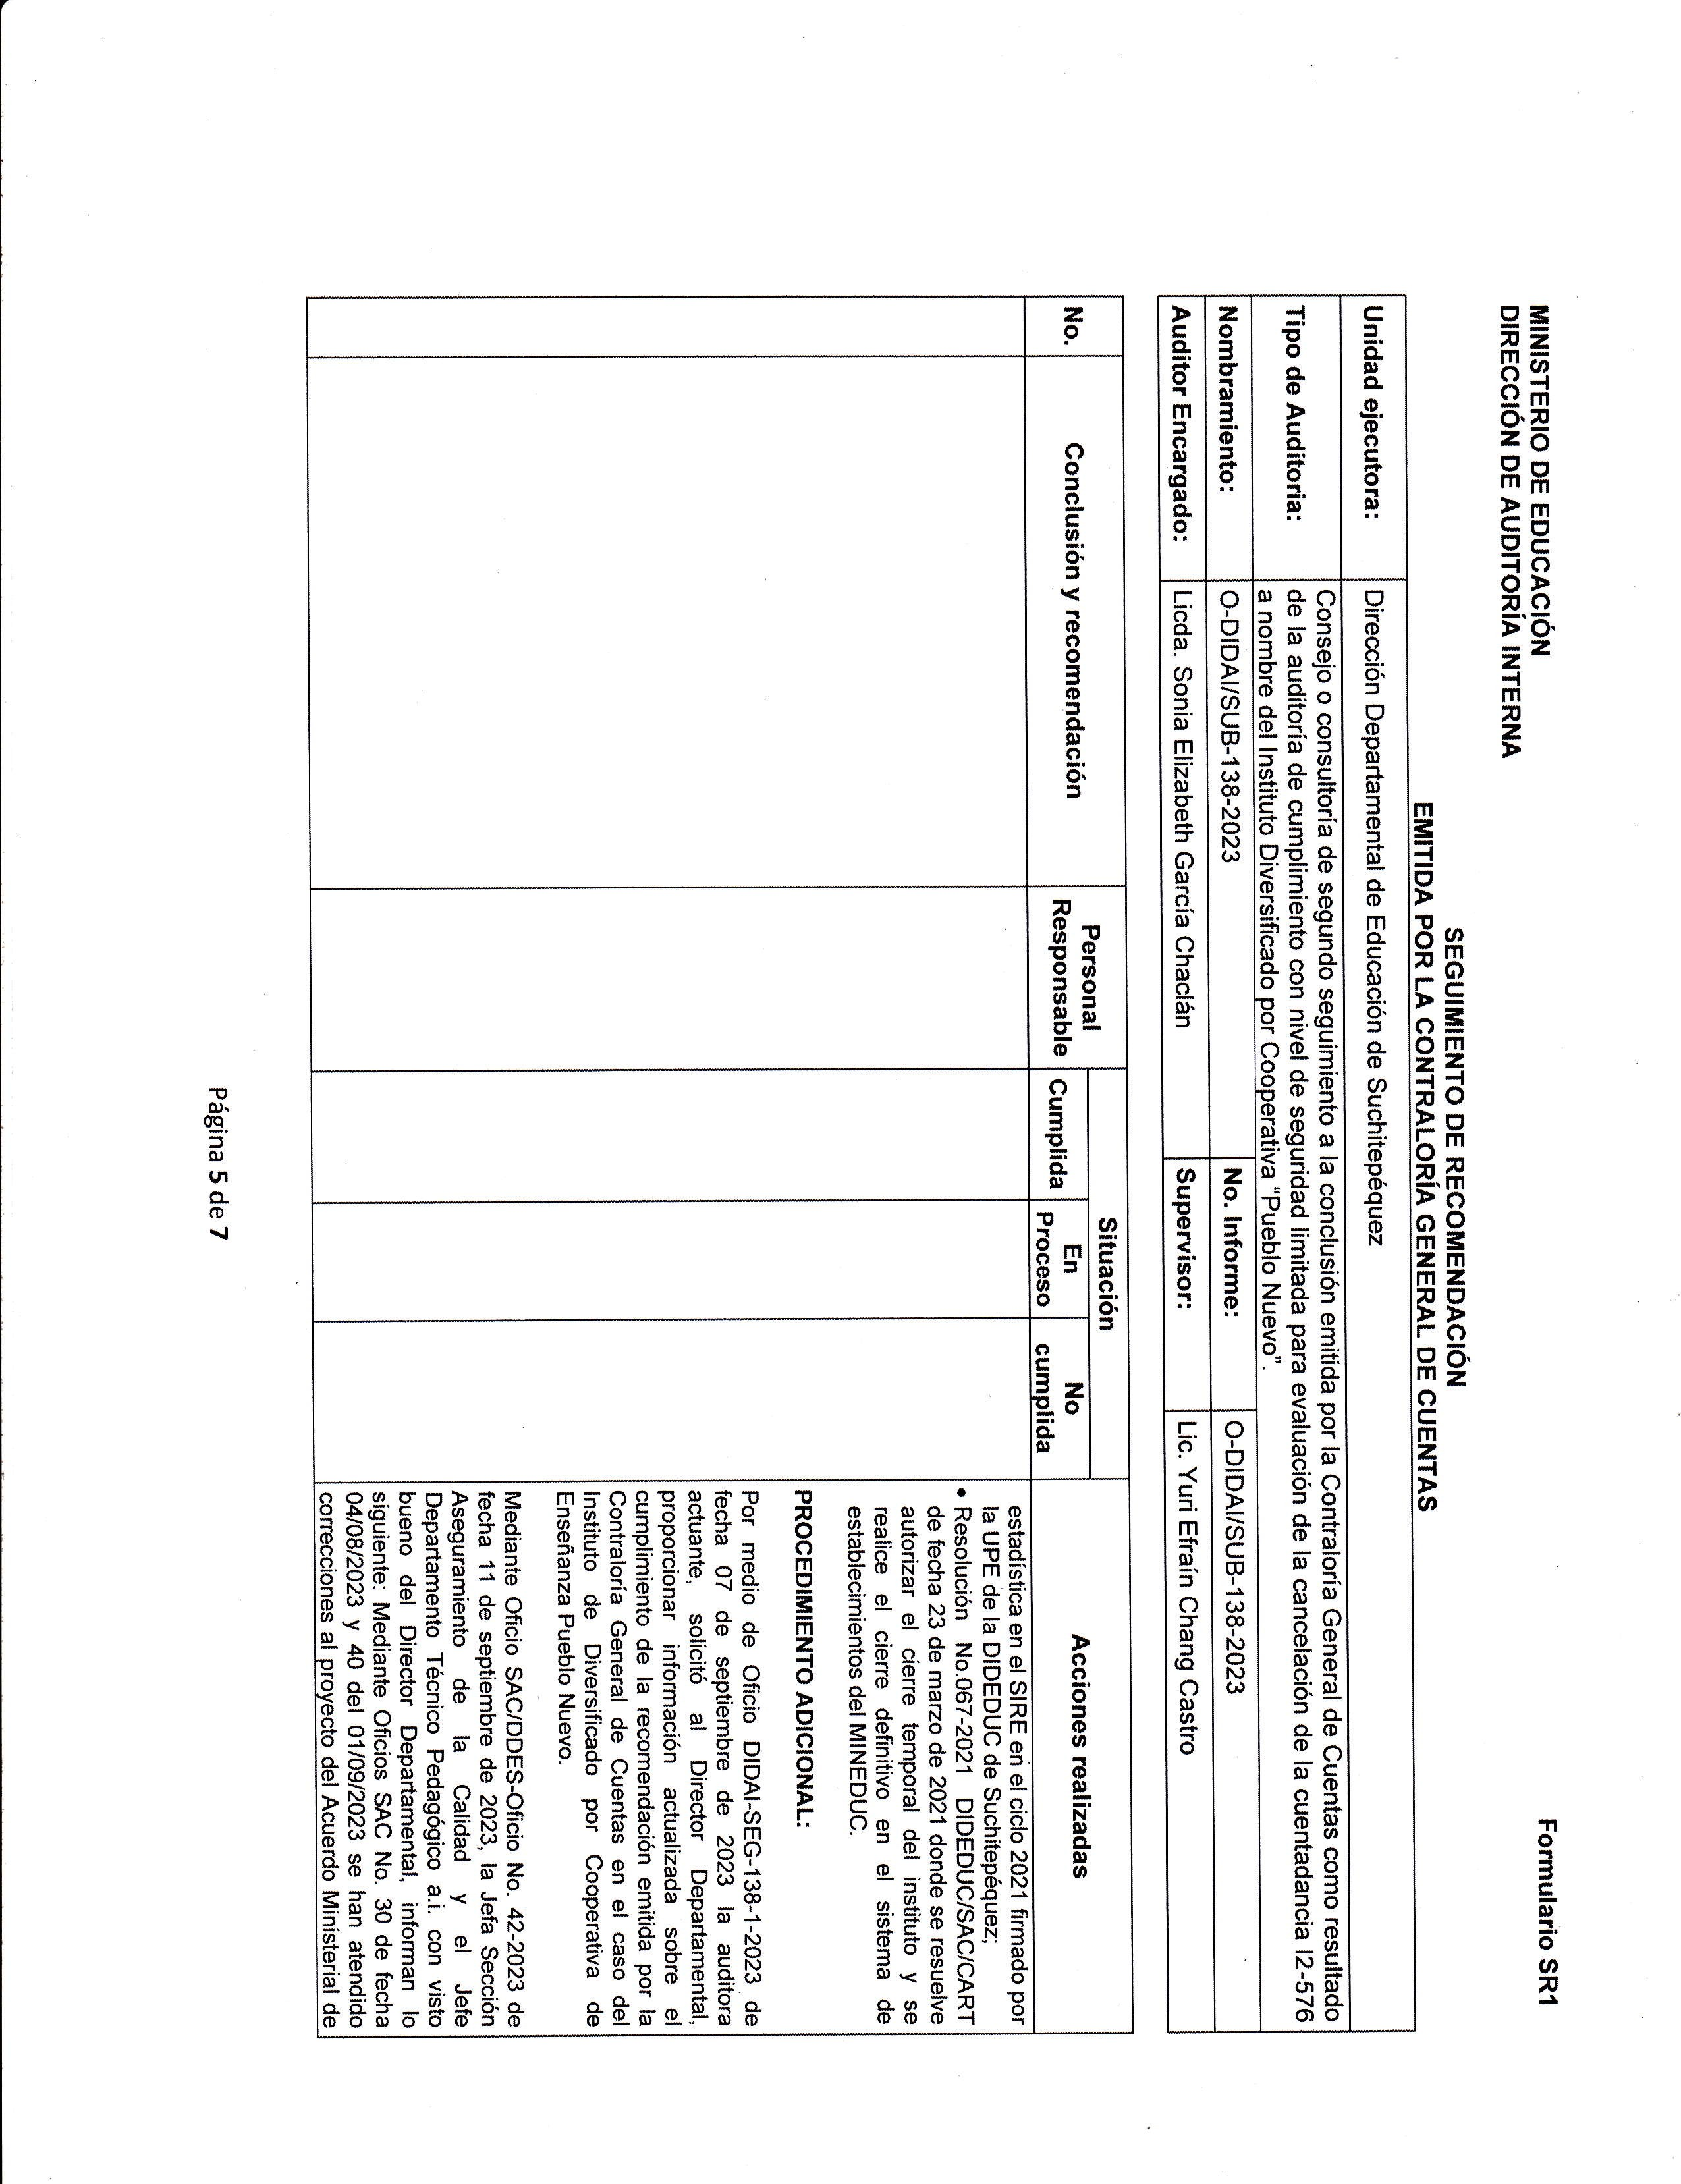 MINISTERIO DE EDUCACIÓN
DIRECCIÓN DE AUDITORÍA INTERNA
Formulario SR1
SEGUIMIENTO DE RECOMENDACIÓN
EMITIDA POR LA CONTRALORÍA GENERAL DE CUENTAS
Unidad ejecutora: Dirección Departamental de Educación de Suchitepéquez
Tipo de Auditoria: Consejo o consultoría de segundo seguimiento a la conclusión emitida por la Contraloría General de Cuentas como resultado
de la auditoría de cumplimiento con nivel de seguridad limitada para evaluación de la cancelación de la cuentadancia I2-576
a nombre del Instituto Diversificado por Cooperativa "Pueblo Nuevo".
Nombramiento: O-DIDAI/SUB-138-2023 No. Informe: O-DIDAI/SUB-138-2023
Auditor Encargado: Licda. Sonia Elizabeth García Chaclán Supervisor: Lic. Yuri Efraín Chang Castro
No. Conclusión y recomendación Personal Responsable Situación Acciones realizadas
Cumplida En Proceso No cumplida
estadística en el SIRE en el ciclo 2021 firmado por
la UPE de la DIDEDUC de Suchitepéquez;
• Resolución No.067-2021 DIDEDUC/SAC/CART
de fecha 23 de marzo de 2021 donde se resuelve
autorizar el cierre temporal del instituto y se
realice el cierre definitivo en el sistema de
establecimientos del MINEDUC.
PROCEDIMIENTO ADICIONAL:
Por medio de Oficio DIDAI-SEG-138-1-2023 de
fecha 07 de septiembre de 2023 la auditora
actuante, solicitó al Director Departamental,
proporcionar información actualizada sobre el
cumplimiento de la recomendación emitida por la
Contraloría General de Cuentas en el caso del
Instituto de Diversificado por Cooperativa de
Enseñanza Pueblo Nuevo.
Mediante Oficio SAC/DDES-Oficio No. 42-2023 de
fecha 11 de septiembre de 2023, la Jefa Sección
Aseguramiento de la Calidad y el Jefe
Departamento Técnico Pedagógico a.i. con visto
bueno del Director Departamental, informan lo
siguiente: Mediante Oficios SAC No. 30 de fecha
04/08/2023 y 40 del 01/09/2023 se han atendido
correcciones al proyecto del Acuerdo Ministerial de
Página 5 de 7